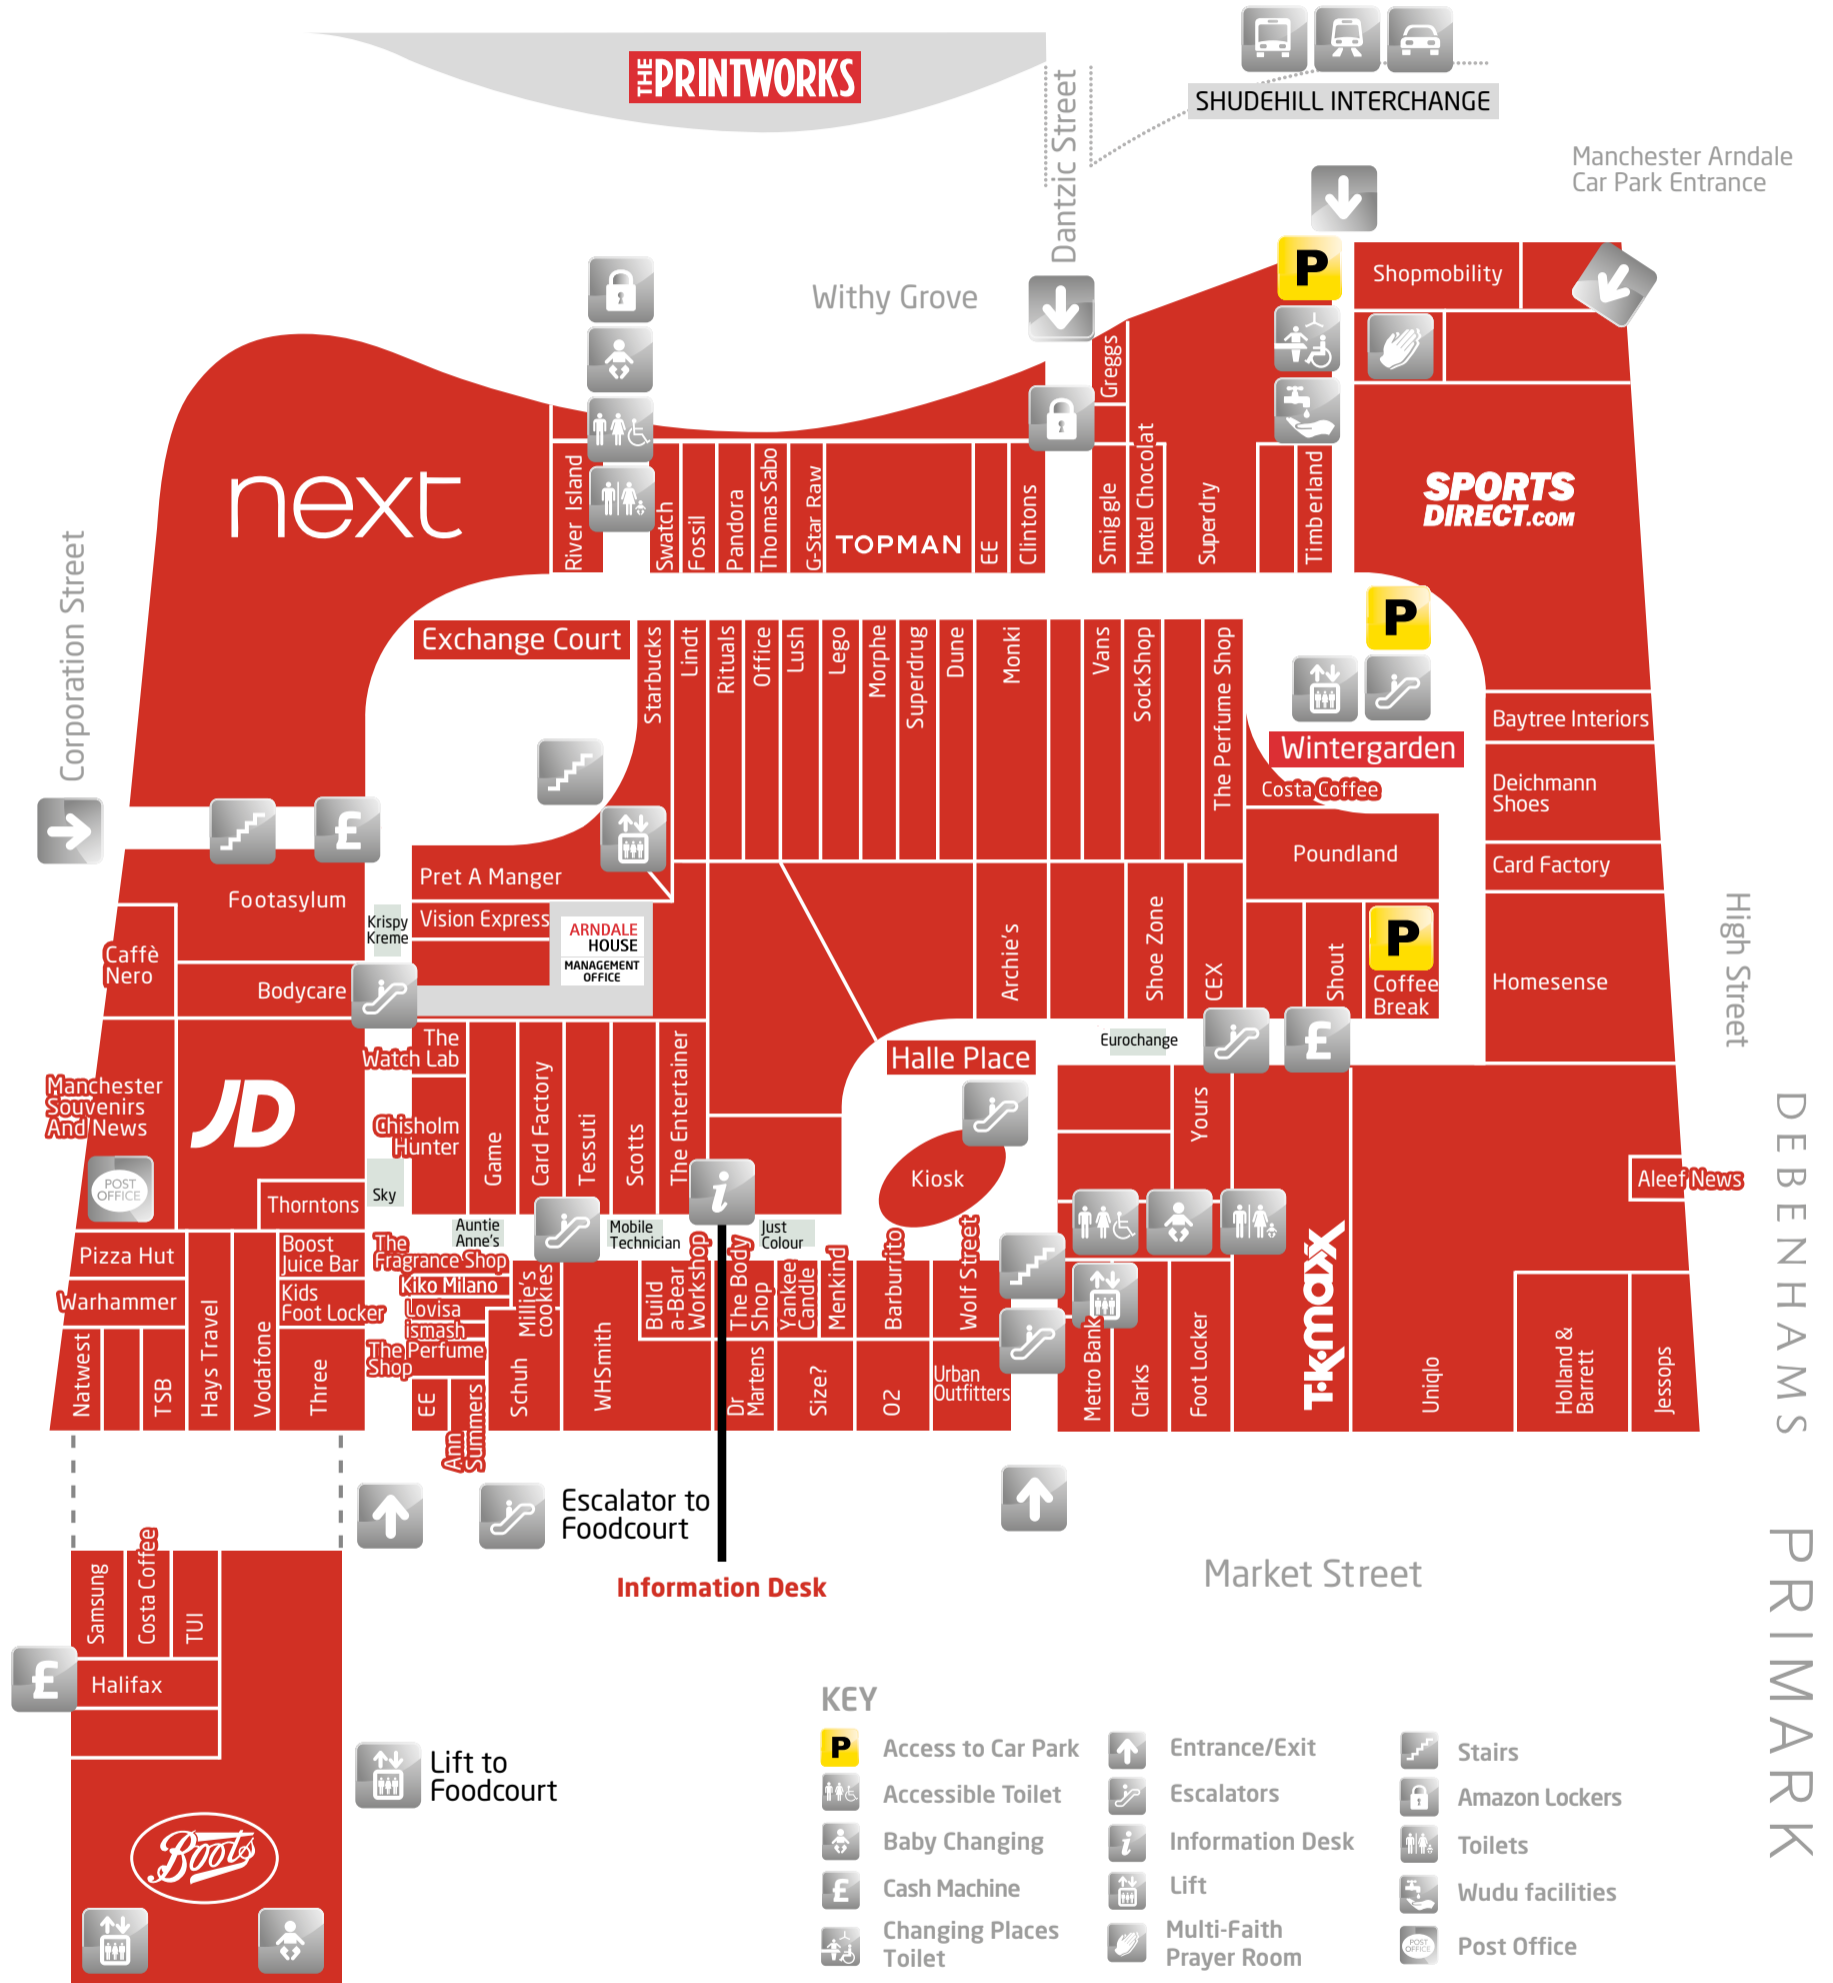 THE PRINTWORKS
Dantzic Street
SHUDEHILL INTERCHANGE
Manchester Arndale
Car Park Entrance
Withy Grove
P
Shopmobility
Greggs
next
River Island
Swatch
Fossil
Pandora
Thomas Sabo
G-Star Raw
TOPMAN
EE
Clintons
Smiggle
Hotel Chocolat
Superdry
Timberland
SPORTS
DIRECT.COM
Corporation Street
Exchange Court
Starbucks
Lindt
Rituals
Office
Lush
Lego
Morphe
Superdrug
Dune
Monki
Vans
SockShop
The Perfume Shop
P
Wintergarden
Costa Coffee
Baytree Interiors
Deichmann
Shoes
Poundland
Card Factory
£
Footasylum
Pret A Manger
Krispy
Kreme
Vision Express
ARNDALE
HOUSE
MANAGEMENT
OFFICE
Caffè
Nero
Bodycare
Archie's
Shoe Zone
CEX
Shout
P
Coffee
Break
Homesense
High Street
The
Watch Lab
Halle Place
Eurochange
£
Manchester
Souvenirs
And News
JD
Chisholm
Hunter
Game
Card Factory
Tessuti
Scotts
The Entertainer
Yours
DEBENHAMS
POST
OFFICE
Thorntons
Sky
i
Kiosk
Aleef News
Auntie
Anne's
Mobile
Technician
Just
Colour
Pizza Hut
Boost
Juice Bar
The
Fragrance Shop
Kiko Milano
Warhammer
Kids
Foot Locker
Lovisa
ismash
The Perfume
Shop
Millie's
cookies
Build
a-Bear
Workshop
The Body
Shop
Yankee
Candle
Menkind
Barburrito
Wolf Street
Natwest
TSB
Hays Travel
Vodafone
Three
EE
Ann
Summers
Schuh
WHSmith
Dr
Martens
Size?
O2
Urban
Outfitters
Metro Bank
Clarks
Foot Locker
T·K·maxx
Uniqlo
Holland &
Barrett
Jessops
Escalator to
Foodcourt
Information Desk
Market Street
PRIMARK
Samsung
Costa Coffee
TUI
£
Halifax
Lift to
Foodcourt
Boots
KEY
P
Access to Car Park
Accessible Toilet
Baby Changing
£
Cash Machine
Changing Places
Toilet
Entrance/Exit
Escalators
i
Information Desk
Lift
Multi-Faith
Prayer Room
Stairs
Amazon Lockers
Toilets
Wudu facilities
POST
OFFICE
Post Office